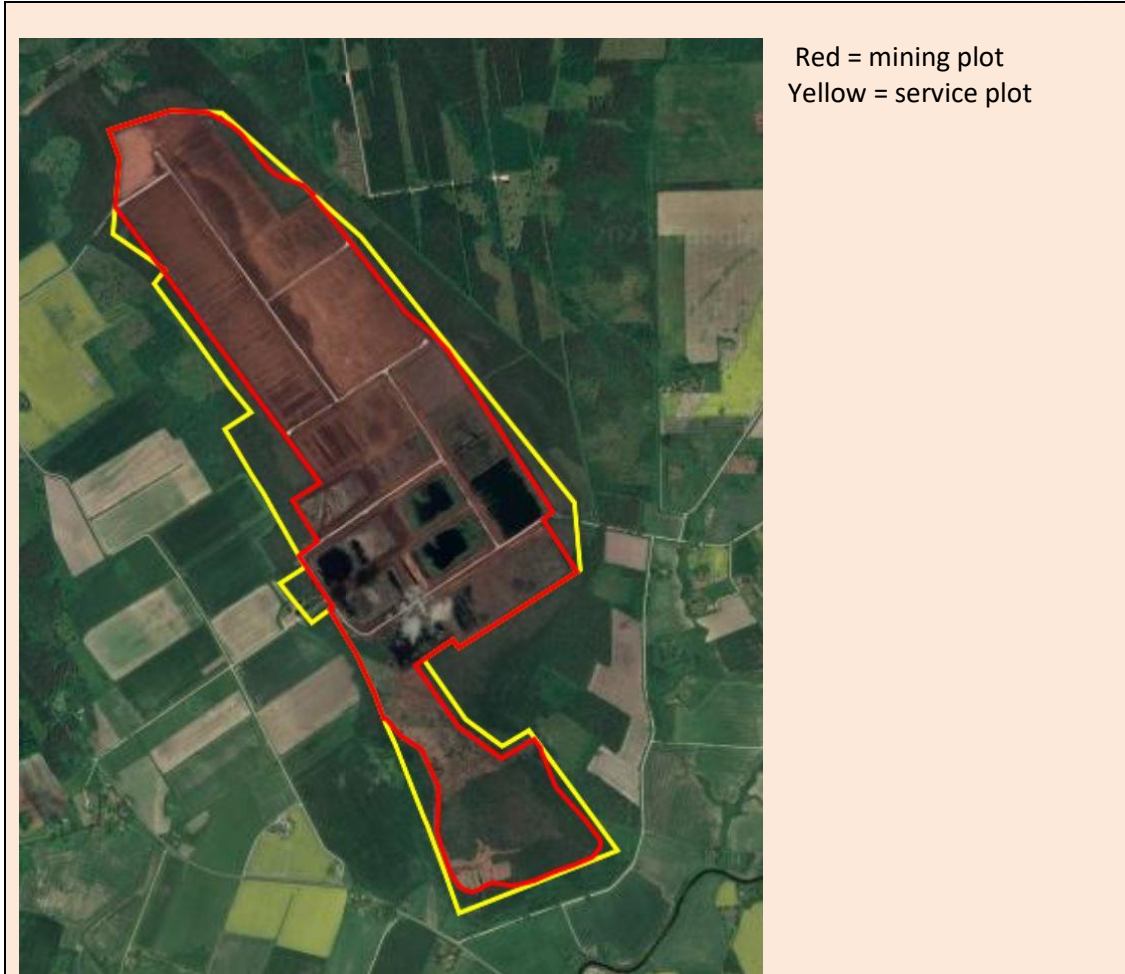 Red = mining plot
Yellow = service plot